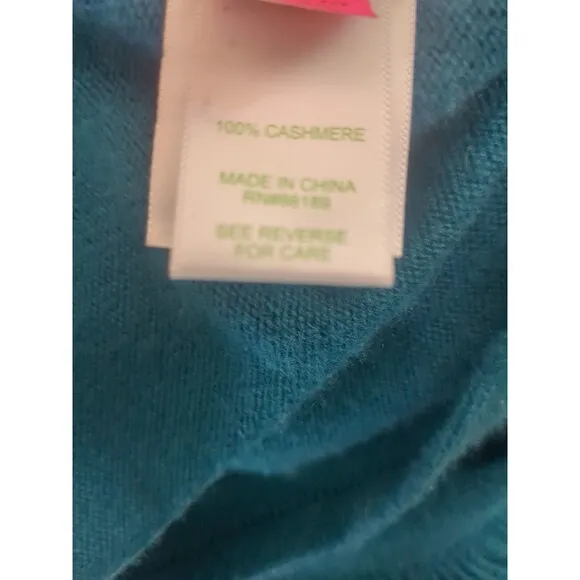 100% CASHMERE
MADE IN CHINA
SEE REVERSE
FOR CARE